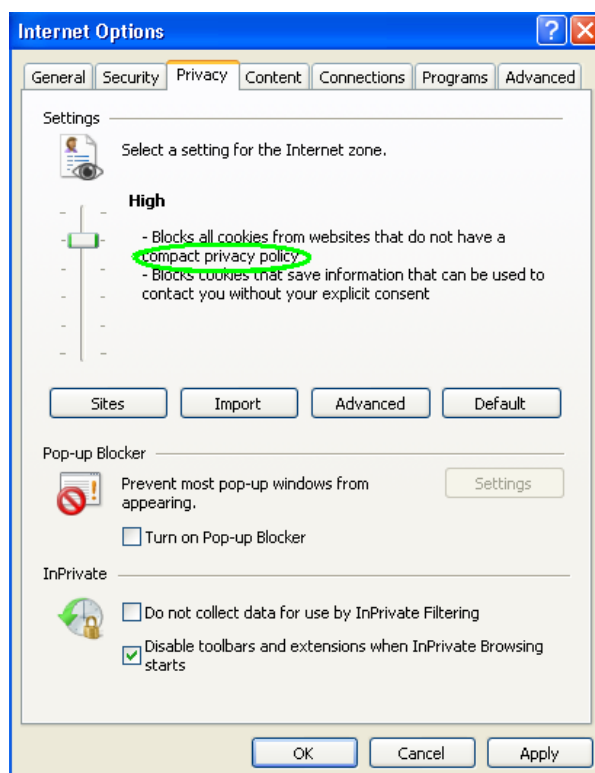 Internet Options
General Security Privacy Content Connections Programs Advanced
Settings
Select a setting for the Internet zone.
High
- Blocks all cookies from websites that do not have a
compact privacy policy
- Blocks cookies that save information that can be used to
contact you without your explicit consent
Sites Import Advanced Default
Pop-up Blocker
Prevent most pop-up windows from Settings
appearing.
Turn on Pop-up Blocker
InPrivate
Do not collect data for use by InPrivate Filtering
Disable toolbars and extensions when InPrivate Browsing
starts
OK Cancel Apply